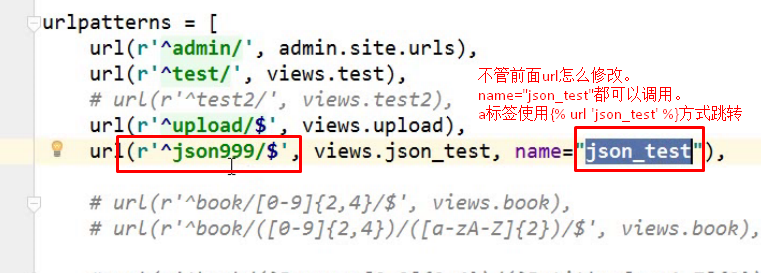 urlpatterns = [
url(r'^admin/', admin.site.urls),
url(r'^test/', views.test),
不管前面url怎么修改。
# url(r'^test2/', views.test2),
name="json_test"都可以调用。
url(r'^upload/$', views.upload),
a标签使用{% url 'json_test' %}方式跳转
url(r'^json999/$', views.json_test, name="json_test"),
# url(r'^book/[0-9]{2,4}/$', views.book),
# url(r'^book/([0-9]{2,4})/([a-zA-Z]{2})/$', views.book),